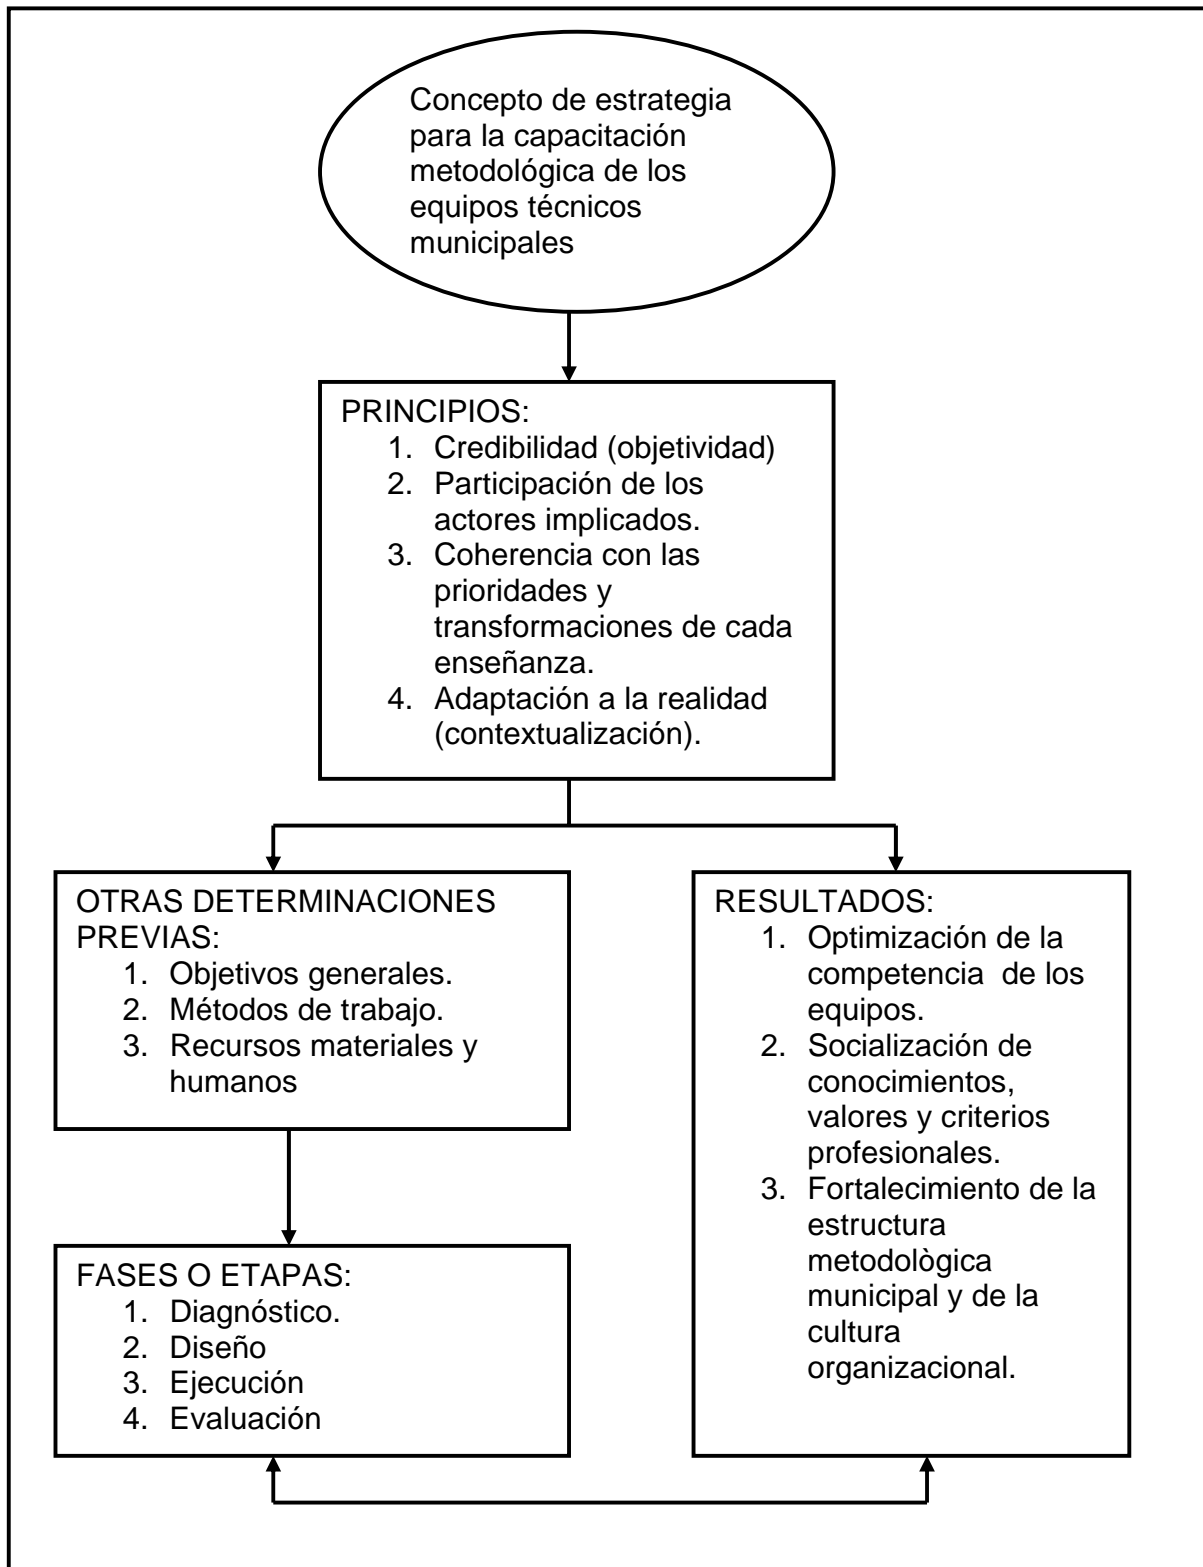 Concepto de estrategia
para la capacitación
metodológica de los
equipos técnicos
municipales
PRINCIPIOS:
1. Credibilidad (objetividad)
2. Participación de los
actores implicados.
3. Coherencia con las
prioridades y
transformaciones de cada
enseñanza.
4. Adaptación a la realidad
(contextualización).
OTRAS DETERMINACIONES
PREVIAS:
1. Objetivos generales.
2. Métodos de trabajo.
3. Recursos materiales y
humanos
FASES O ETAPAS:
1. Diagnóstico.
2. Diseño
3. Ejecución
4. Evaluación
RESULTADOS:
1. Optimización de la
competencia  de los
equipos.
2. Socialización de
conocimientos,
valores y criterios
profesionales.
3. Fortalecimiento de la
estructura
metodològica
municipal y de la
cultura
organizacional.